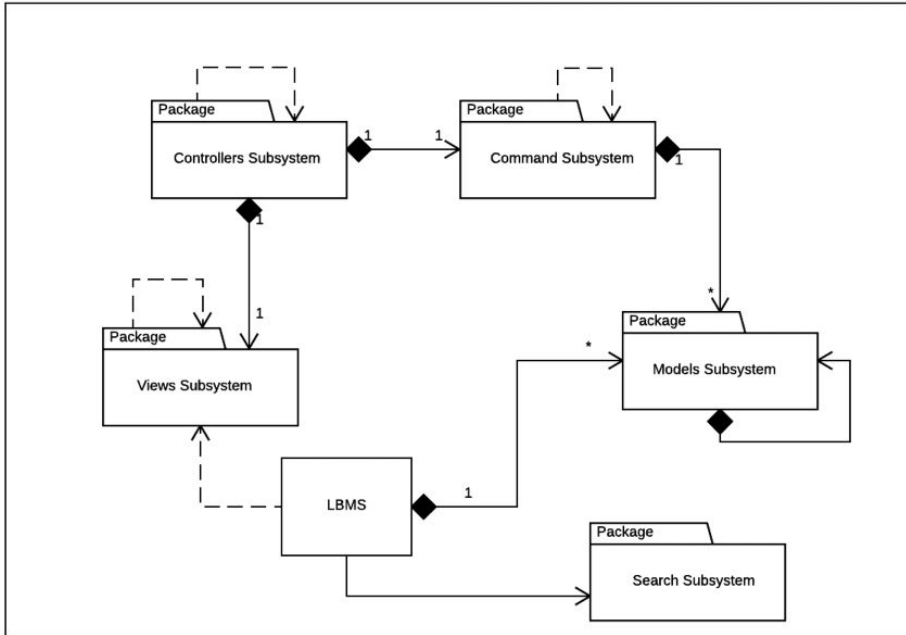 Package
Controllers Subsystem
1
1
Package
Command Subsystem
1
*
1
1
Package
Views Subsystem
Package
Models Subsystem
*
1
LBMS
Package
Search Subsystem